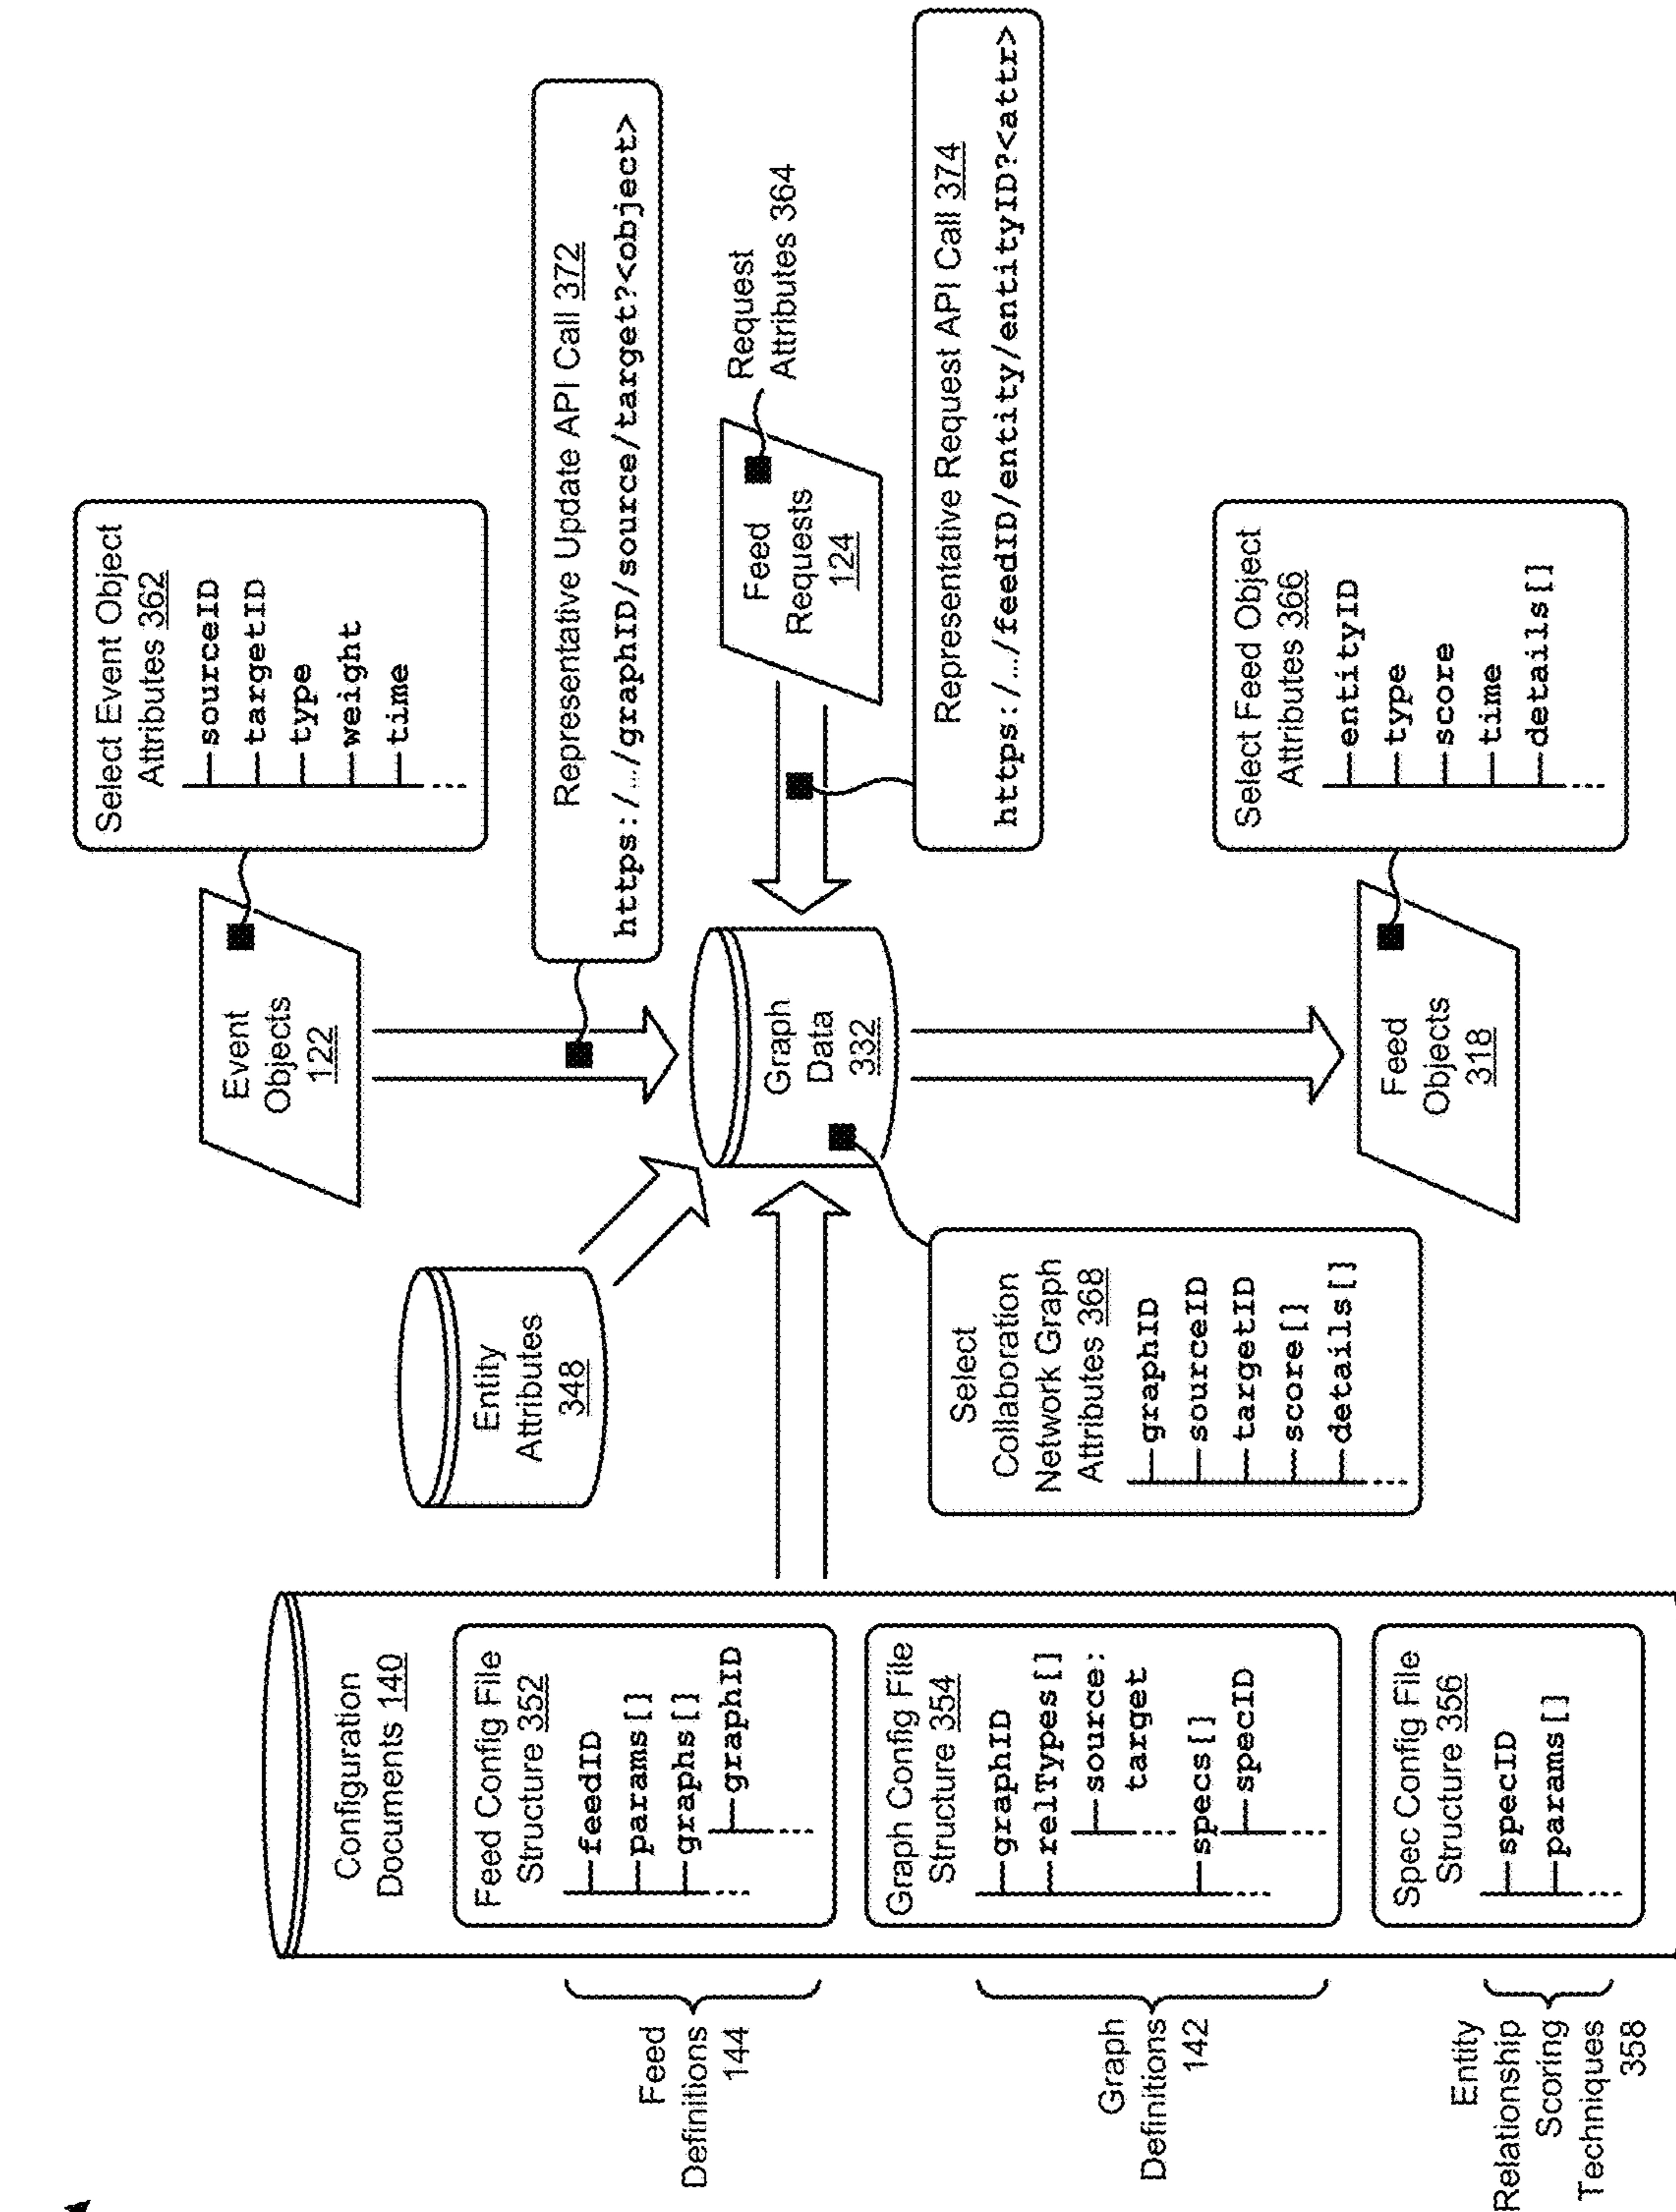 Select Event Object
Attributes 362
sourceID
targetID
type
weight
time
Event
Objects
122
Representative Update API Call 372
https:/…/graphID/source/target?<object>
Entity
Attributes
348
Graph
Data
332
Feed
Requests
124
Request
Attributes 364
Representative Request API Call 374
https:/…/feedID/entity/entityID?<attr>
Configuration
Documents 140
Feed Config File
Structure 352
feedID
params[]
graphs[]
graphID
Graph Config File
Structure 354
graphID
relTypes[]
source:
target
specs[]
specID
Spec Config File
Structure 356
specID
params[]
Feed
Definitions
144
Graph
Definitions
142
Entity
Relationship
Scoring
Techniques
358
Select
Collaboration
Network Graph
Attributes 368
graphID
sourceID
targetID
score[]
details[]
Feed
Objects
318
Select Feed Object
Attributes 366
entityID
type
score
time
details[]